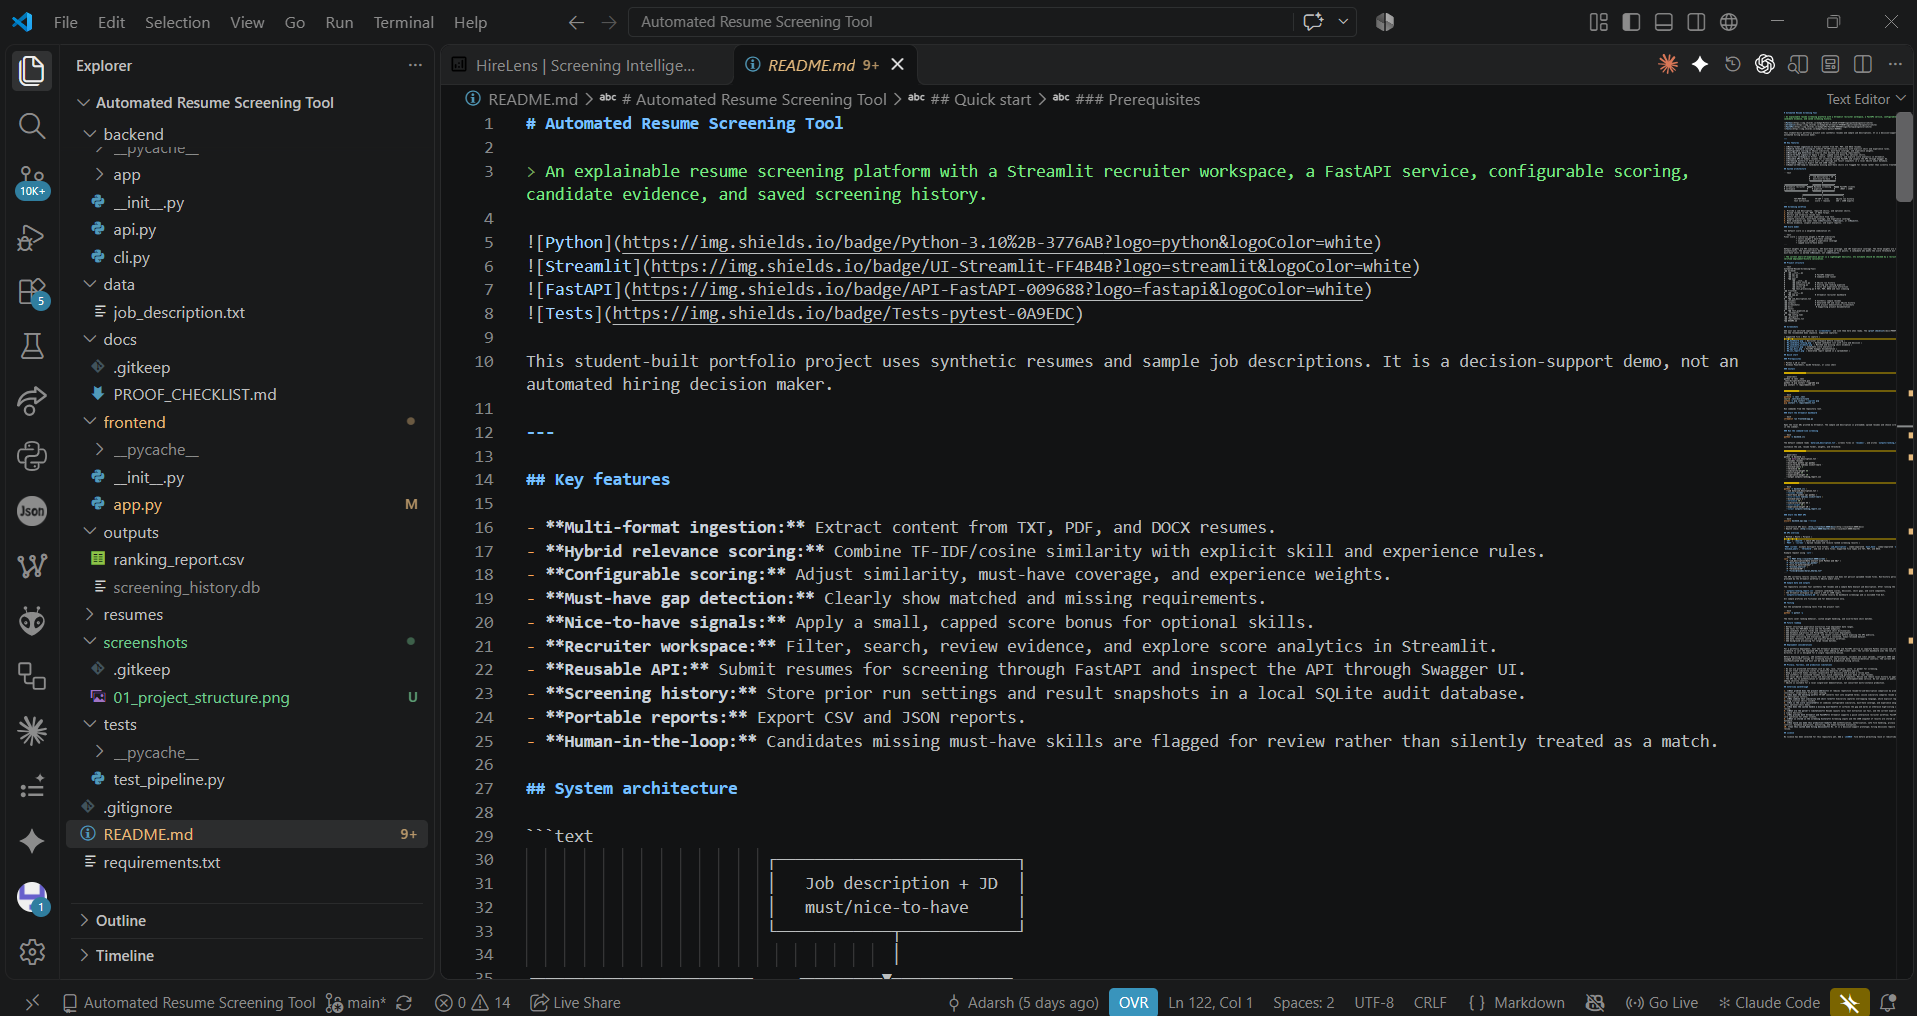 File Edit Selection View Go Run Terminal Help
Automated Resume Screening Tool
Explorer
Automated Resume Screening Tool
backend
__pycache__
app
__init__.py
api.py
cli.py
data
job_description.txt
docs
.gitkeep
PROOF_CHECKLIST.md
frontend
__pycache__
__init__.py
app.py M
outputs
ranking_report.csv
screening_history.db
resumes
screenshots
.gitkeep
01_project_structure.png U
tests
__pycache__
test_pipeline.py
.gitignore
README.md 9+
requirements.txt
Outline
Timeline
10K+
5
Json
1
HireLens | Screening Intellige...
README.md 9+
README.md > abc # Automated Resume Screening Tool > abc ## Quick start > abc ### Prerequisites
Text Editor
1 # Automated Resume Screening Tool
2
3 > An explainable resume screening platform with a Streamlit recruiter workspace, a FastAPI service, configurable scoring,
candidate evidence, and saved screening history.
4
5 ![Python](https://img.shields.io/badge/Python-3.10%2B-3776AB?logo=python&logoColor=white)
6 ![Streamlit](https://img.shields.io/badge/UI-Streamlit-FF4B4B?logo=streamlit&logoColor=white)
7 ![FastAPI](https://img.shields.io/badge/API-FastAPI-009688?logo=fastapi&logoColor=white)
8 ![Tests](https://img.shields.io/badge/Tests-pytest-0A9EDC)
9
10 This student-built portfolio project uses synthetic resumes and sample job descriptions. It is a decision-support demo, not an
automated hiring decision maker.
11
12 ---
13
14 ## Key features
15
16 - **Multi-format ingestion:** Extract content from TXT, PDF, and DOCX resumes.
17 - **Hybrid relevance scoring:** Combine TF-IDF/cosine similarity with explicit skill and experience rules.
18 - **Configurable scoring:** Adjust similarity, must-have coverage, and experience weights.
19 - **Must-have gap detection:** Clearly show matched and missing requirements.
20 - **Nice-to-have signals:** Apply a small, capped score bonus for optional skills.
21 - **Recruiter workspace:** Filter, search, review evidence, and explore score analytics in Streamlit.
22 - **Reusable API:** Submit resumes for screening through FastAPI and inspect the API through Swagger UI.
23 - **Screening history:** Store prior run settings and result snapshots in a local SQLite audit database.
24 - **Portable reports:** Export CSV and JSON reports.
25 - **Human-in-the-loop:** Candidates missing must-have skills are flagged for review rather than silently treated as a match.
26
27 ## System architecture
28
29 ```text
30
31 Job description + JD
32 must/nice-to-have
33
34
35
Automated Resume Screening Tool main* 0 14 Live Share
Adarsh (5 days ago) OVR Ln 122, Col 1 Spaces: 2 UTF-8 CRLF { } Markdown Go Live Claude Code